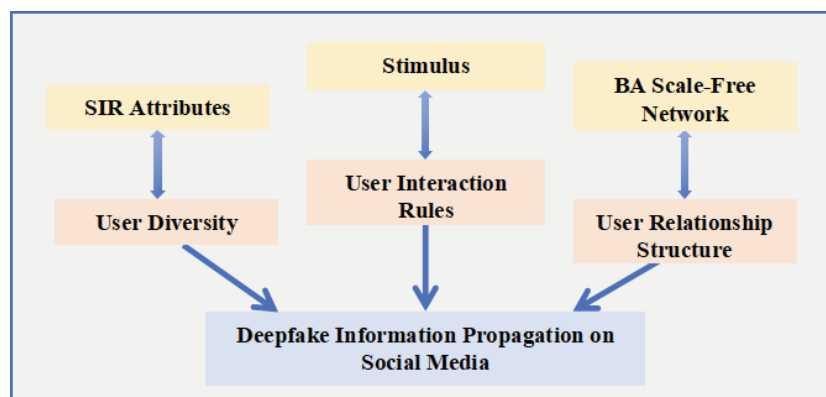 Stimulus
SIR Attributes
BA Scale-Free
Network
User Interaction
Rules
User Diversity
User Relationship
Structure
Deepfake Information Propagation on
Social Media